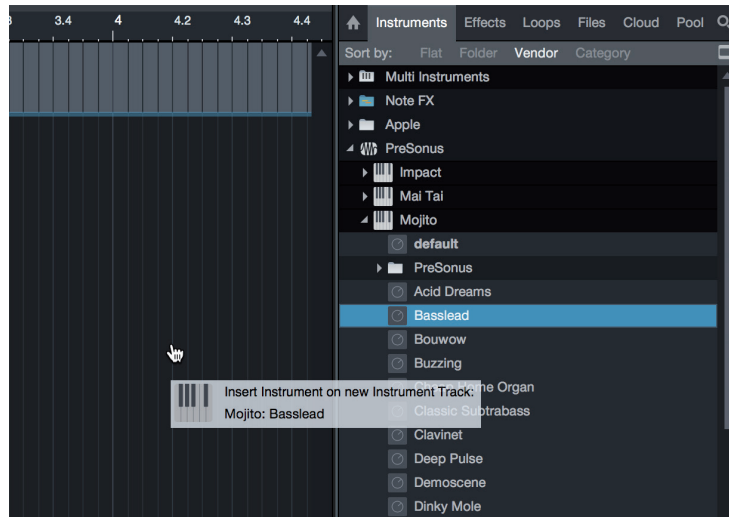 3.4 4 4.2 4.3 4.4
Instruments Effects Loops Files Cloud Pool
Sort by: Flat Folder Vendor Category
Multi Instruments
Note FX
Apple
PreSonus
Impact
Mai Tai
Mojito
default
PreSonus
Acid Dreams
Basslead
Bouwow
Buzzing
Home Organ
Insert Instrument on new Instrument Track:
Classic Subtrabass
Mojito: Basslead
Clavinet
Deep Pulse
Demoscene
Dinky Mole